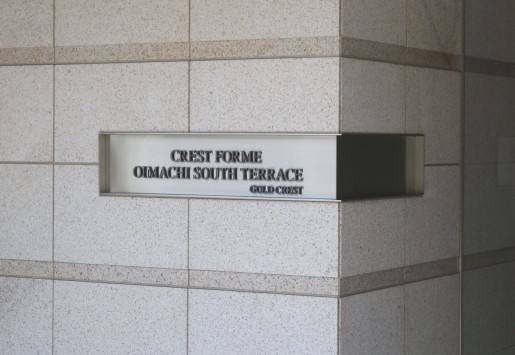 CREST FORME
OIMACHI SOUTH TERRACE
GOLD CREST